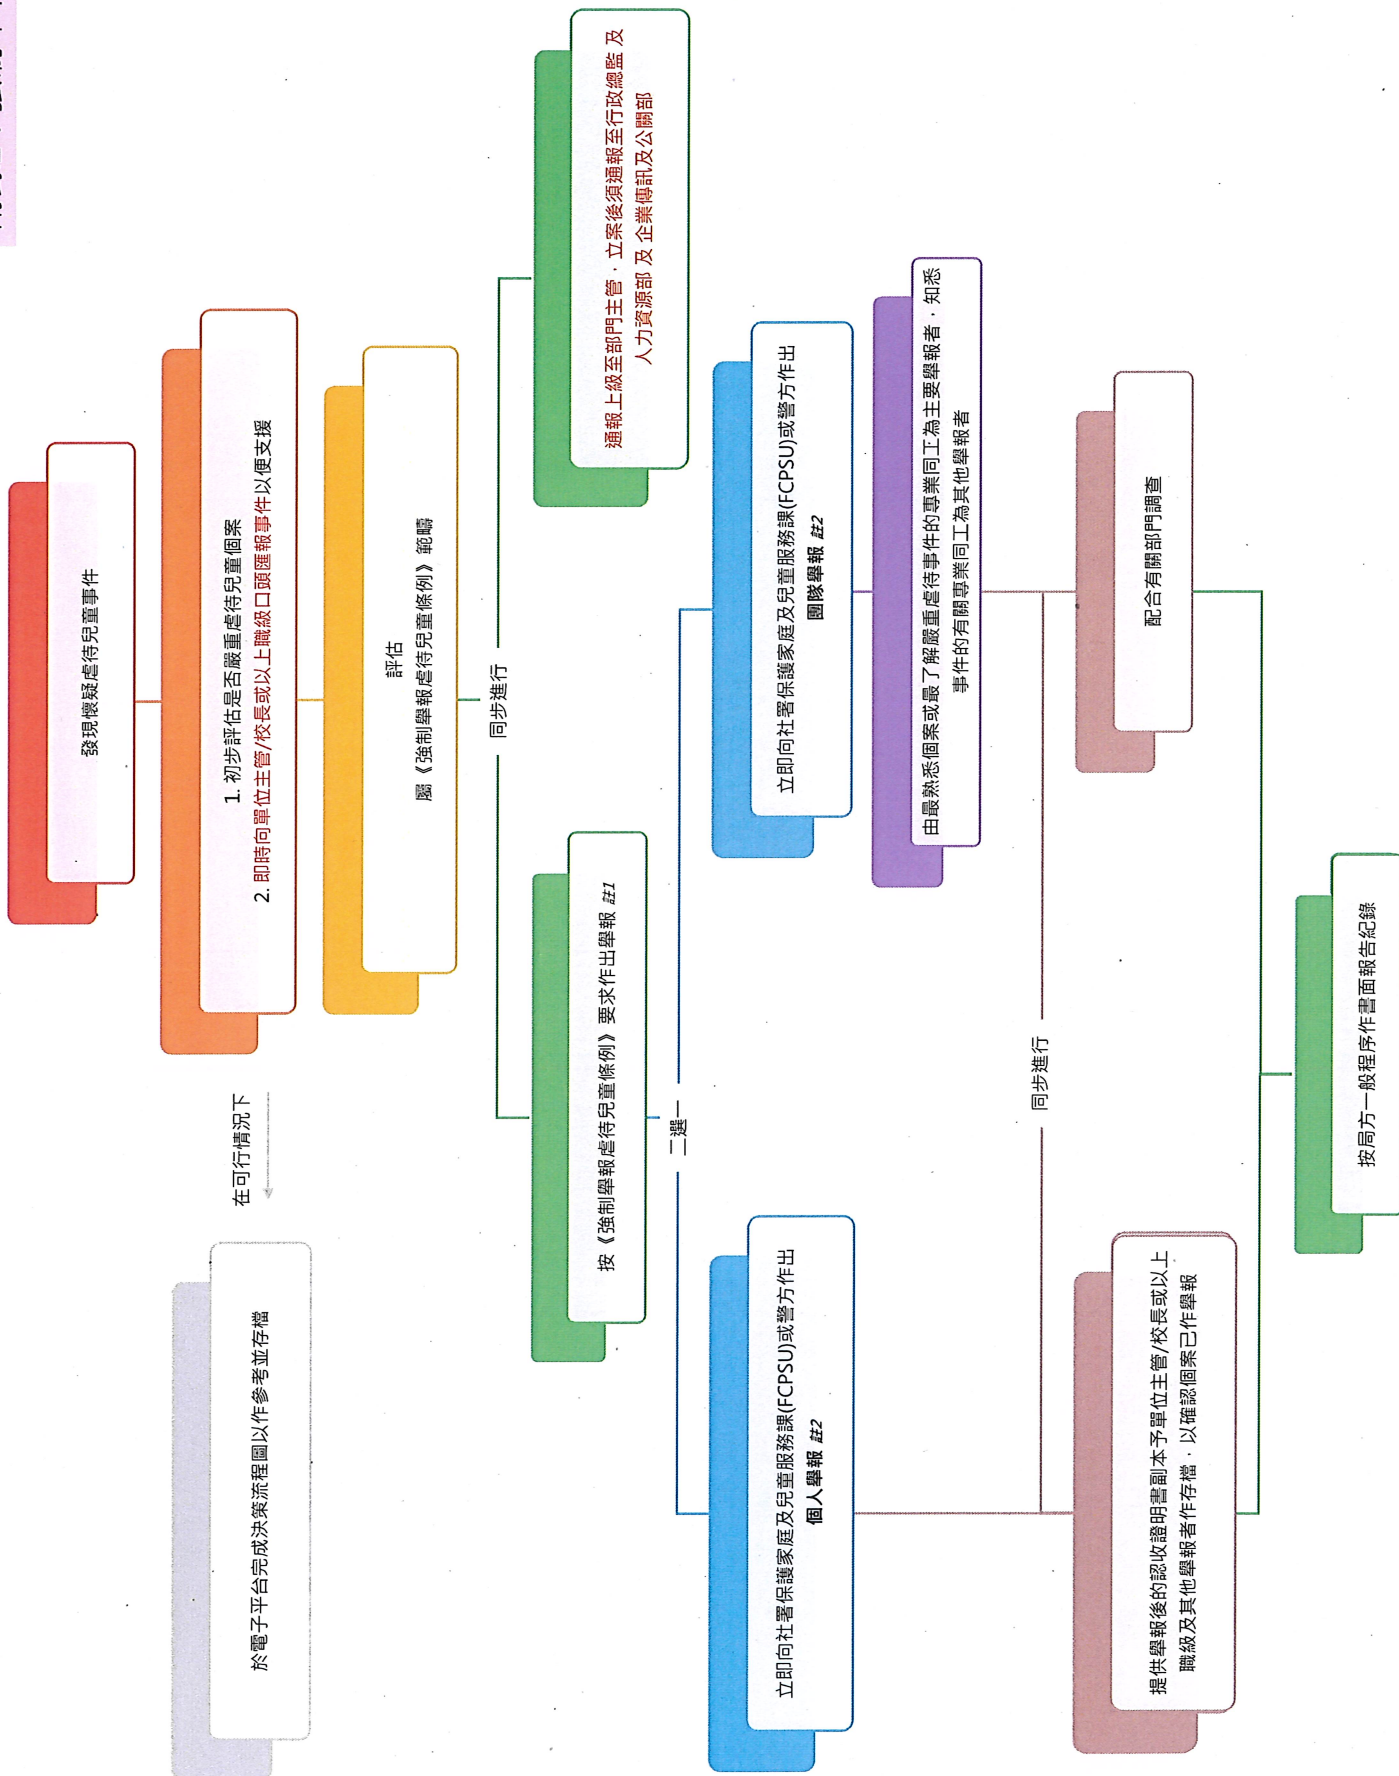 發現懷疑虐待兒童事件
1. 初步評估是否嚴重虐待兒童個案
2. 即時向單位主管/校長或以上職級口頭匯報事件以便支援
在可行情況下
於電子平台完成決策流程圖以作參考並存檔
評估
屬《強制舉報虐待兒童條例》範疇
同步進行
按《強制舉報虐待兒童條例》要求作出舉報 註1
通報上級至部門主管，立案後須通報至行政總監 及
人力資源部 及 企業傳訊及公關部
二選一
立即向社署保護家庭及兒童服務課(FCPSU)或警方作出
個人舉報 註2
立即向社署保護家庭及兒童服務課(FCPSU)或警方作出
團隊舉報 註2
由最熟悉個案或最了解嚴重虐待事件的專業同工為主要舉報者，知悉
事件的有關專業同工為其他舉報者
同步進行
提供舉報後的認收證明書副本予單位主管/校長或以上
職級及其他舉報者作存檔，以確認個案已作舉報
配合有關部門調查
按局方一般程序作書面報告紀錄